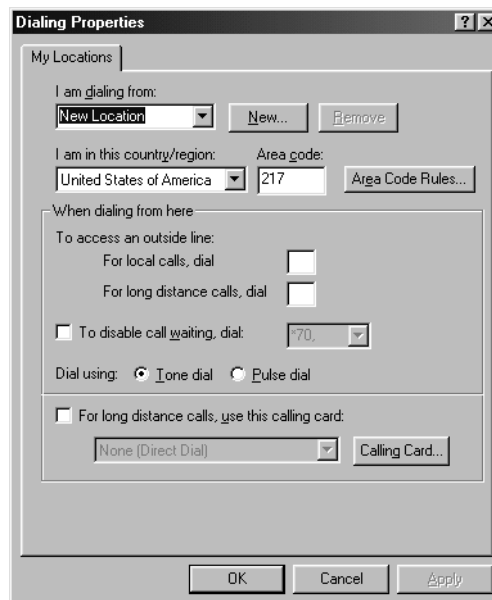 Dialing Properties
My Locations
I am dialing from:
New Location
New...
Remove
I am in this country/region:
Area code:
United States of America
217
Area Code Rules...
When dialing from here
To access an outside line:
For local calls, dial
For long distance calls, dial
To disable call waiting, dial:
*70,
Dial using:
Tone dial
Pulse dial
For long distance calls, use this calling card:
None (Direct Dial)
Calling Card...
OK
Cancel
Apply